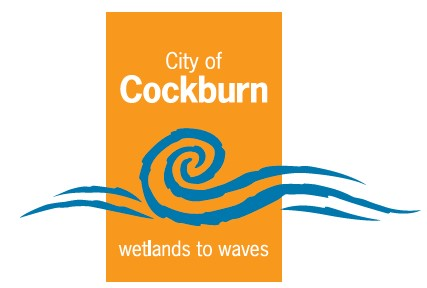 City of
Cockburn
wetlands to waves